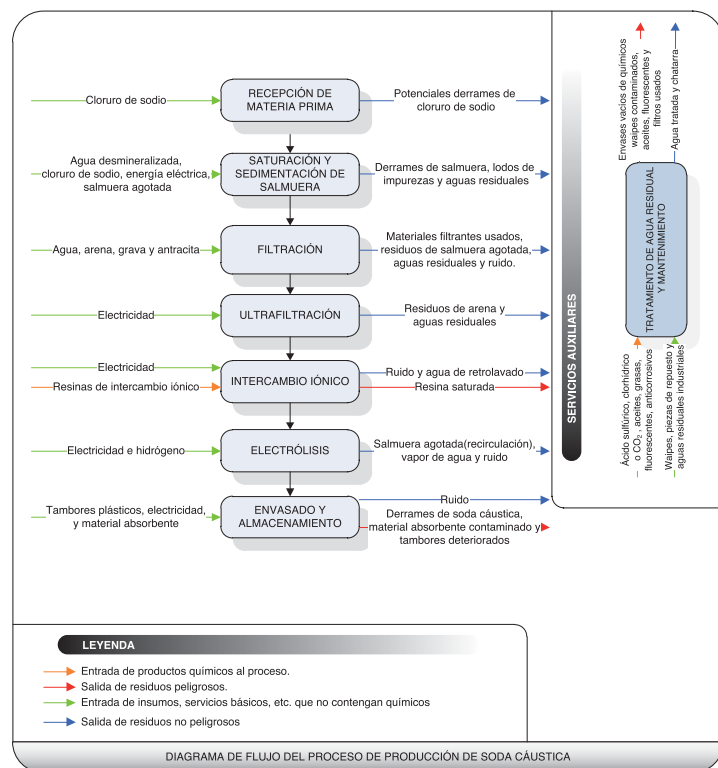 Cloruro de sodio
RECEPCIÓN DE
MATERIA PRIMA
Potenciales derrames de
cloruro de sodio
Agua desmineralizada,
cloruro de sodio, energía eléctrica,
salmuera agotada
SATURACIÓN Y
SEDIMENTACIÓN DE
SALMUERA
Derrames de salmuera, lodos de
impurezas y aguas residuales
Agua, arena, grava y antracita
FILTRACIÓN
Materiales filtrantes usados,
residuos de salmuera agotada,
aguas residuales y ruido.
Electricidad
ULTRAFILTRACIÓN
Residuos de arena y
aguas residuales
Electricidad
Resinas de intercambio iónico
INTERCAMBIO IÓNICO
Ruido y agua de retrolavado
Resina saturada
Electricidad e hidrógeno
ELECTRÓLISIS
Salmuera agotada(recirculación),
vapor de agua y ruido
Tambores plásticos, electricidad,
y material absorbente
ENVASADO Y
ALMACENAMIENTO
Ruido
Derrames de soda cáustica,
material absorbente contaminado y
tambores deteriorados
SERVICIOS AUXILIARES
Envases vacíos de químicos
waipes contaminados,
aceites, fluorescentes y
filtros usados
Agua tratada y chatarra
TRATAMIENTO DE AGUA RESIDUAL
Y MANTENIMIENTO
Ácido sulfúrico, clorhídrico
o CO2 , aceites, grasas,
fluorescentes, anticorrosivos
Waipes, piezas de repuesto y
aguas residuales industriales
LEYENDA
Entrada de productos químicos al proceso.
Salida de residuos peligrosos.
Entrada de insumos, servicios básicos, etc. que no contengan químicos
Salida de residuos no peligrosos
DIAGRAMA DE FLUJO DEL PROCESO DE PRODUCCIÓN DE SODA CÁUSTICA